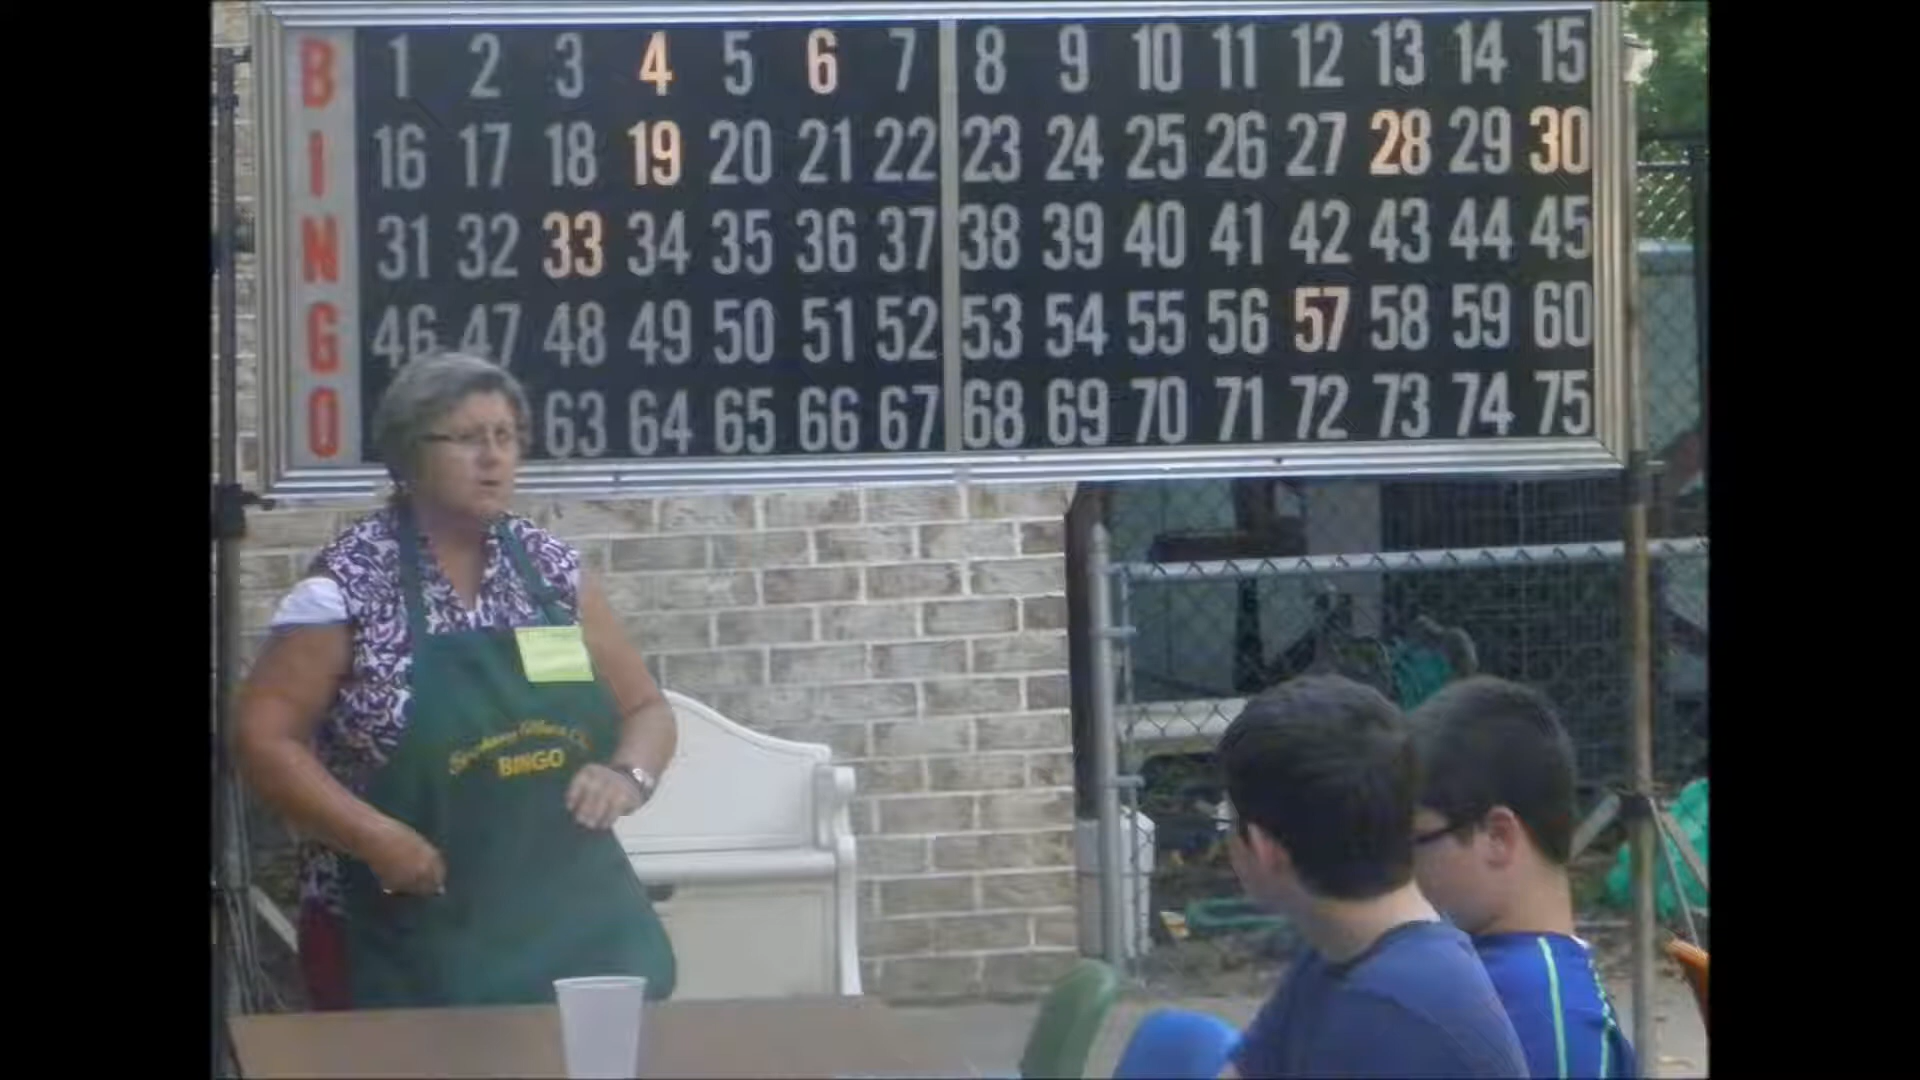 B 1 2 3 4 5 6 7 8 9 10 11 12 13 14 15
I 16 17 18 19 20 21 22 23 24 25 26 27 28 29 30
N 31 32 33 34 35 36 37 38 39 40 41 42 43 44 45
G 46 47 48 49 50 51 52 53 54 55 56 57 58 59 60
O 63 64 65 66 67 68 69 70 71 72 73 74 75
BINGO